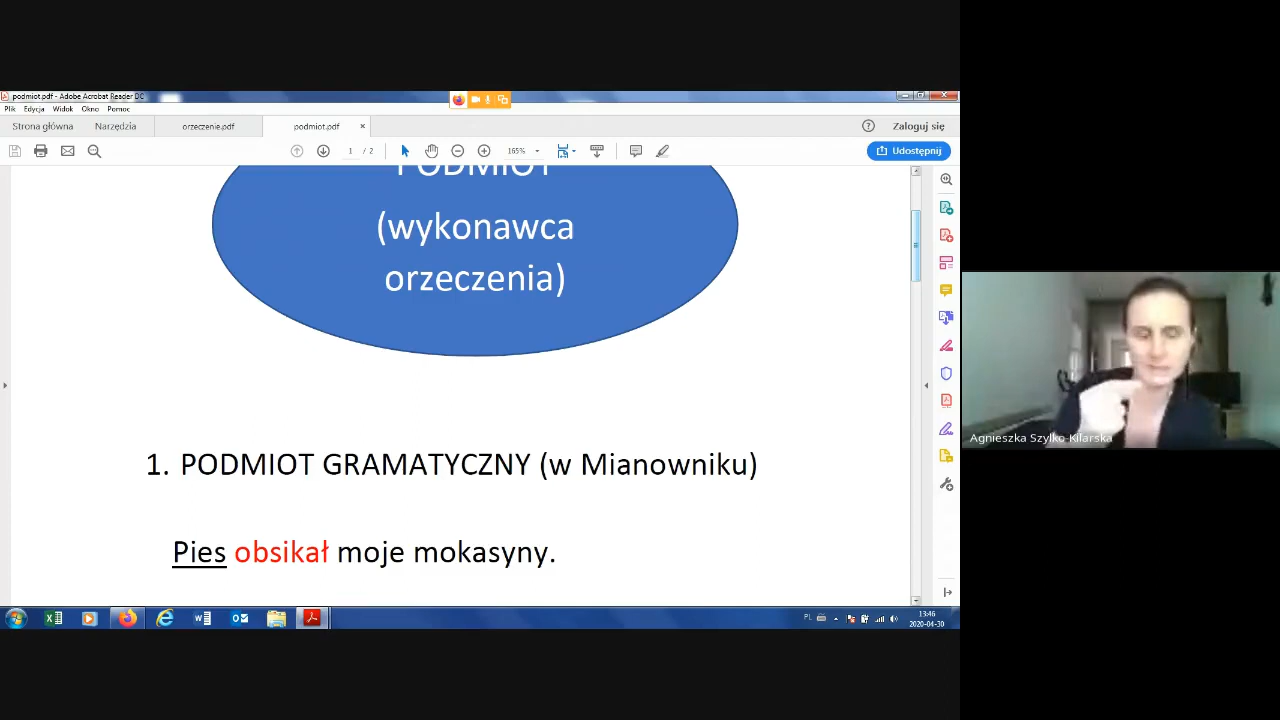 podmiot.pdf - Adobe Acrobat Reader DC
Plik Edycja Widok Okno Pomoc
Strona główna Narzędzia orzeczenie.pdf podmiot.pdf × Zaloguj się
1 / 2 165% Udostępnij
PODMIOT
(wykonawca
orzeczenia)
Agnieszka Szylko-Kilarska
1. PODMIOT GRAMATYCZNY (w Mianowniku)
Pies obsikał moje mokasyny.
PL 13:46
2020-04-30